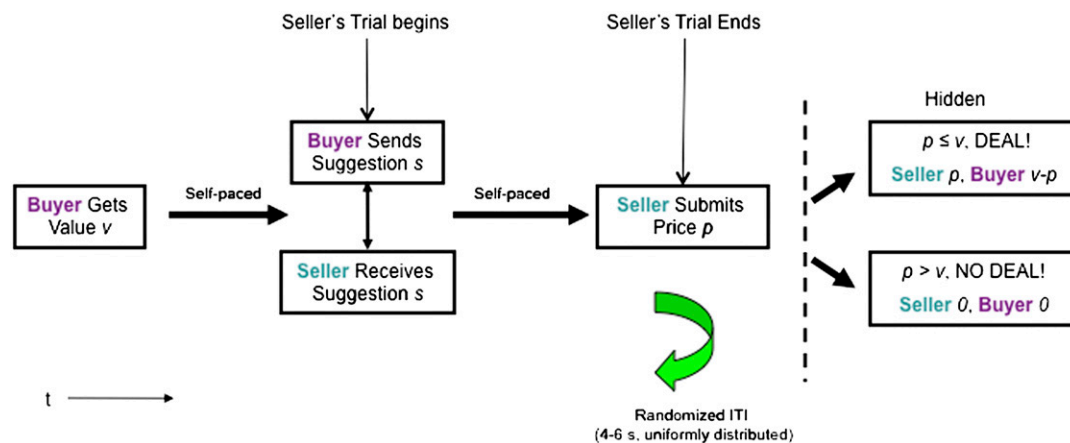 Seller's Trial begins
Seller's Trial Ends
Hidden
Buyer Gets
Value v
Self-paced
Buyer Sends
Suggestion s
Seller Receives
Suggestion s
Self-paced
Seller Submits
Price p
p ≤ v, DEAL!
Seller p, Buyer v-p
p > v, NO DEAL!
Seller 0, Buyer 0
t
Randomized ITI
(4-6 s, uniformly distributed)